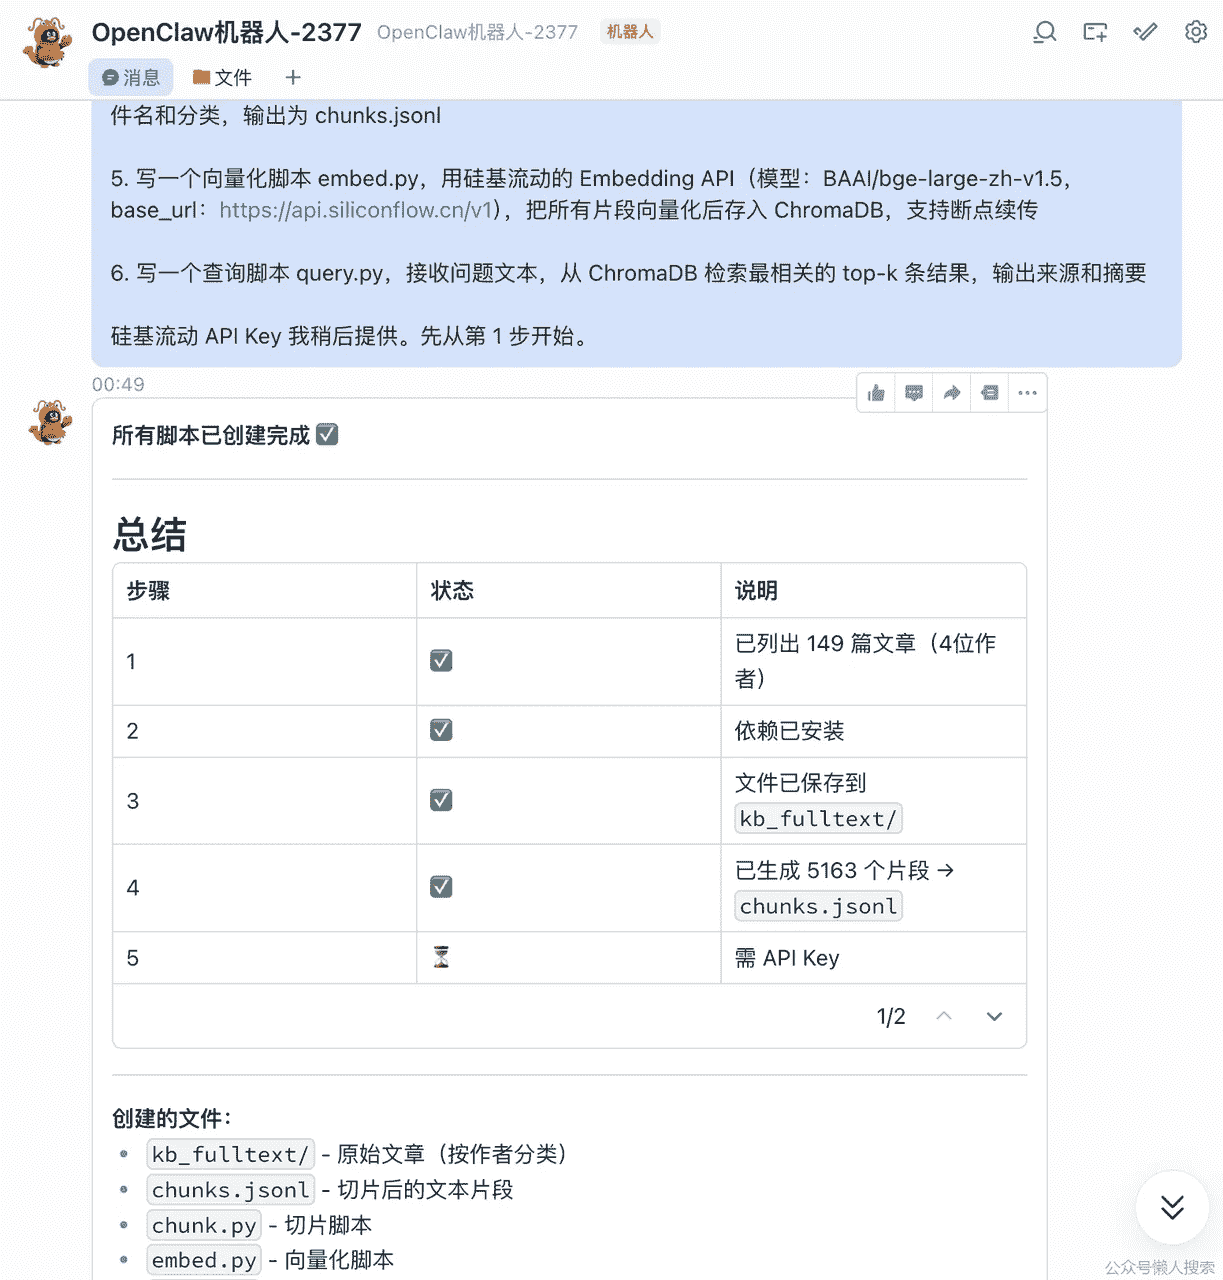 OpenClaw机器人-2377 OpenClaw机器人-2377 机器人
消息 文件
件名和分类，输出为 chunks.jsonl
5. 写一个向量化脚本 embed.py，用硅基流动的 Embedding API（模型：BAAI/bge-large-zh-v1.5，
base_url：https://api.siliconflow.cn/v1），把所有片段向量化后存入 ChromaDB，支持断点续传
6. 写一个查询脚本 query.py，接收问题文本，从 ChromaDB 检索最相关的 top-k 条结果，输出来源和摘要
硅基流动 API Key 我稍后提供。先从第 1 步开始。
00:49
所有脚本已创建完成 ☑
总结
步骤 状态 说明
1 ☑ 已列出 149 篇文章（4位作
者）
2 ☑ 依赖已安装
3 ☑ 文件已保存到
kb_fulltext/
4 ☑ 已生成 5163 个片段 →
chunks.jsonl
5 ⌛ 需 API Key
1/2
创建的文件：
• kb_fulltext/ - 原始文章（按作者分类）
• chunks.jsonl - 切片后的文本片段
• chunk.py - 切片脚本
• embed.py - 向量化脚本
公众号懒人搜索